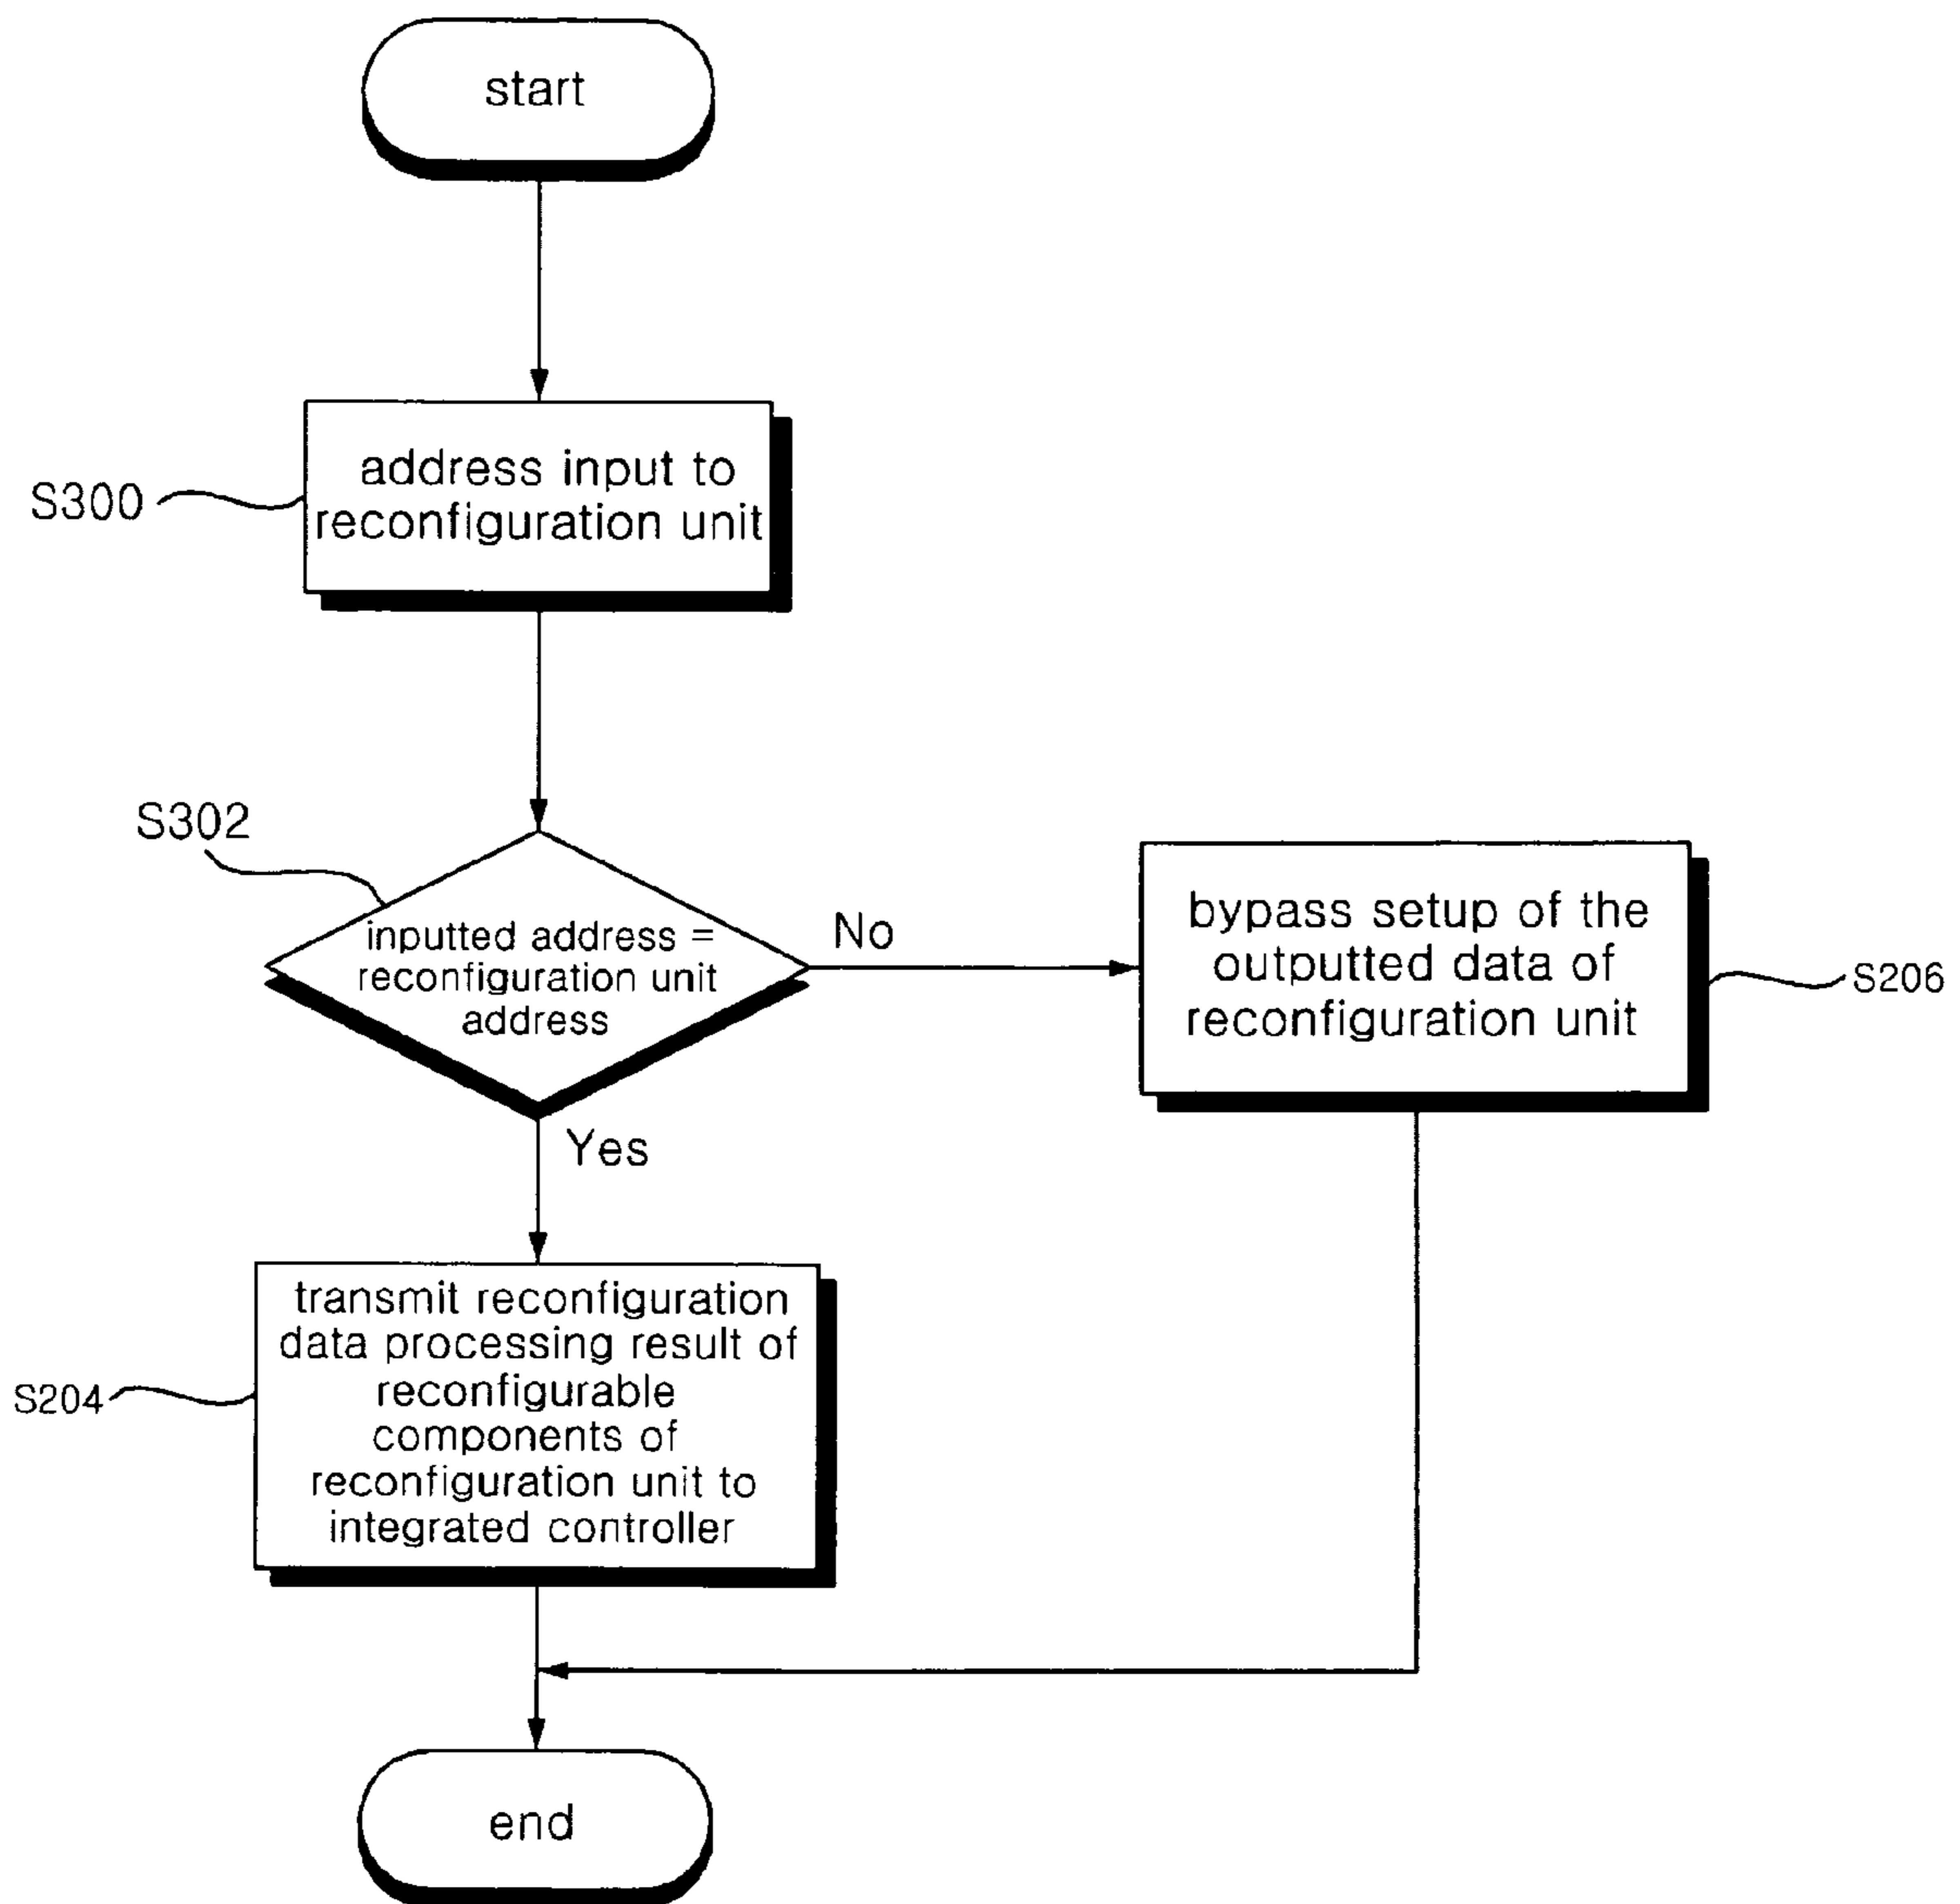 start
S300
address input to
reconfiguration unit
S302
inputted address =
reconfiguration unit
address
No
bypass setup of the
outputted data of
reconfiguration unit
S206
Yes
S204
transmit reconfiguration
data processing result of
reconfigurable
components of
reconfiguration unit to
integrated controller
end